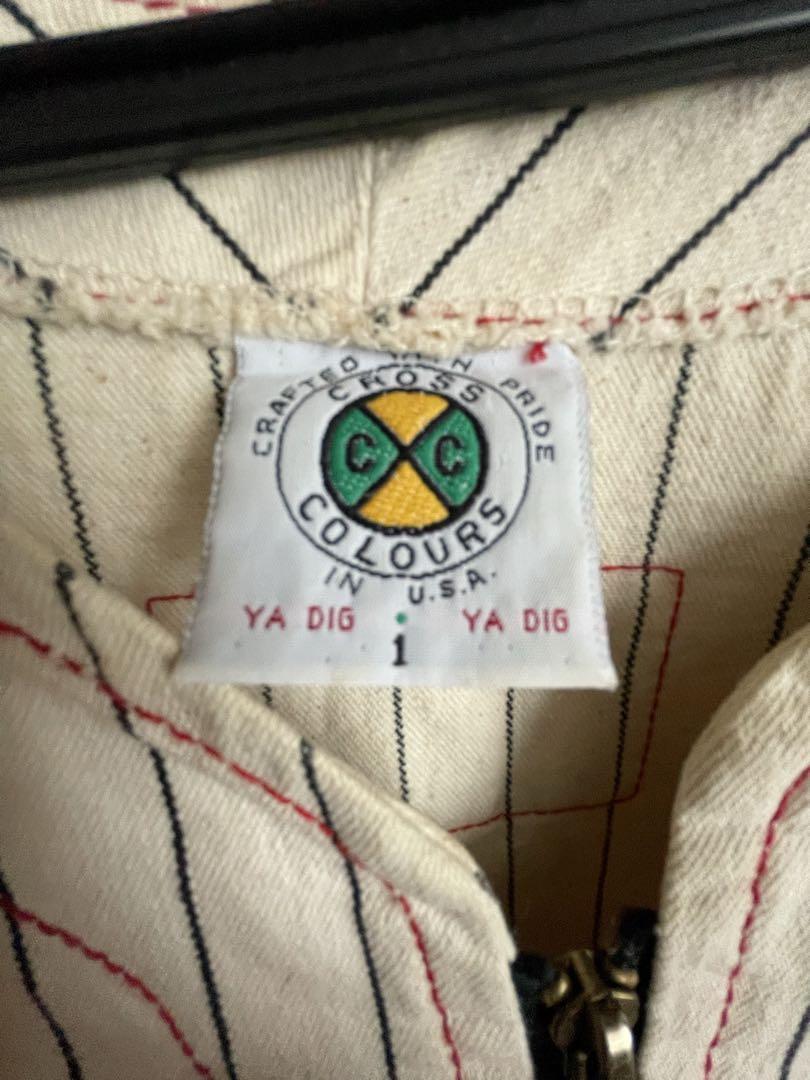 CRAFTED WITH PRIDE
CROSS
C C
COLOURS
IN U.S.A.
YA DIG 1 YA DIG